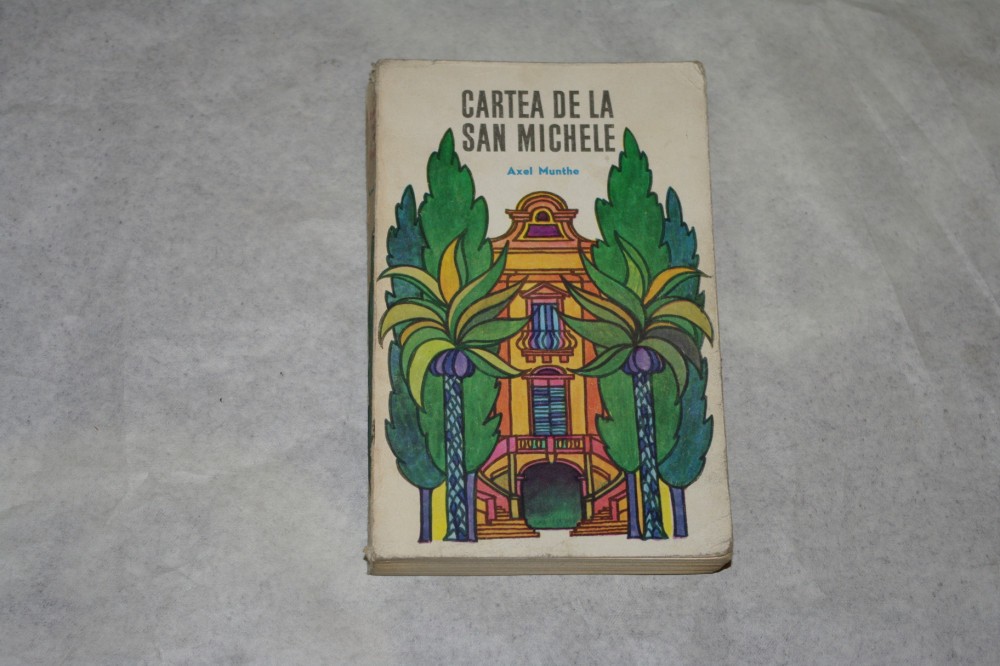 CARTEA DE LA
SAN MICHELE
Axel Munthe